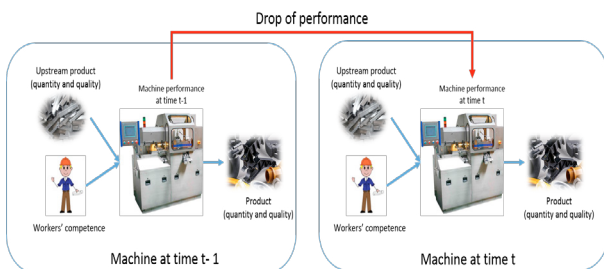 Drop of performance
Upstream product
(quantity and quality)
Machine performance
at time t-1
Workers' competence
Product
(quantity and quality)
Machine at time t- 1
Upstream product
(quantity and quality)
Machine performance
at time t
Workers' competence
Product
(quantity and quality)
Machine at time t